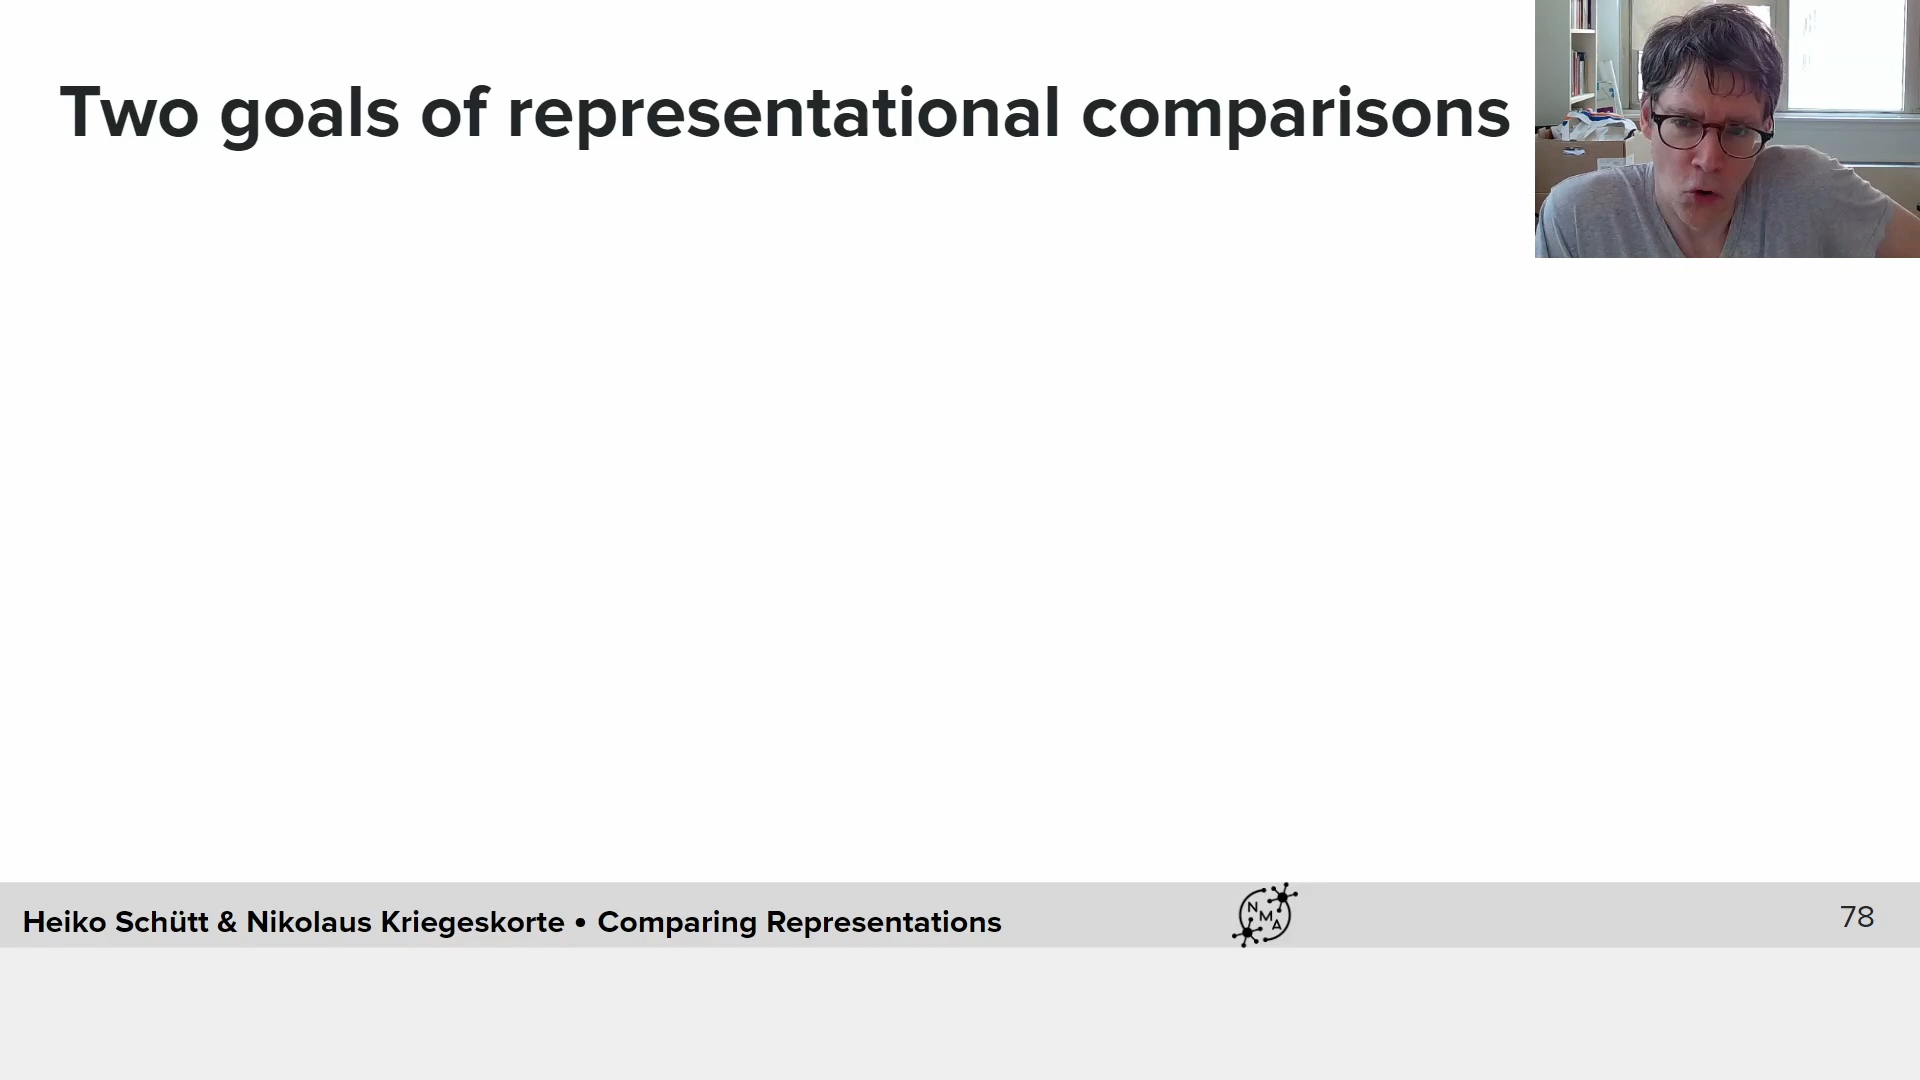 Two goals of representational comparisons
Heiko Schütt & Nikolaus Kriegeskorte • Comparing Representations
N
M
A
78